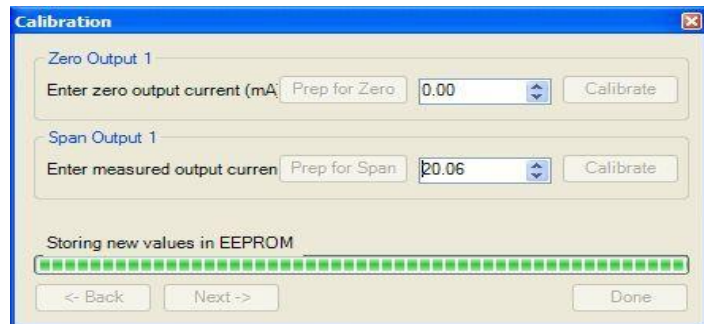 Calibration
Zero Output 1
Enter zero output current (mA) Prep for Zero 0.00 Calibrate
Span Output 1
Enter measured output curren Prep for Span 20.06 Calibrate
Storing new values in EEPROM
<- Back Next -> Done